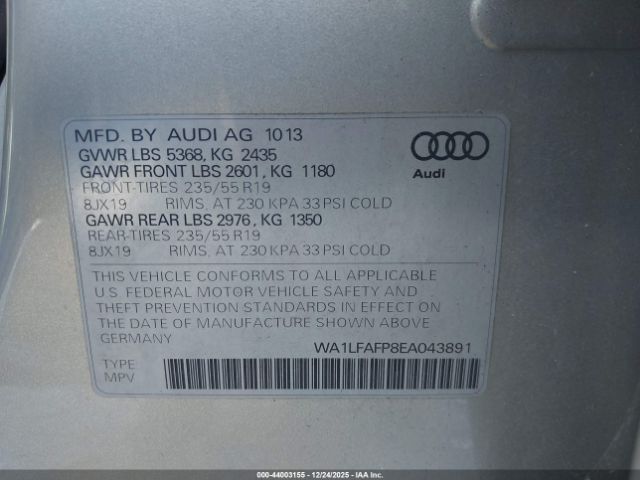 MFD. BY AUDI AG 1013
GVWR LBS 5368, KG 2435
GAWR FRONT LBS 2601, KG 1180
FRONT-TIRES 235/55 R19
8JX19 RIMS, AT 230 KPA 33 PSI COLD
GAWR REAR LBS 2976, KG 1350
REAR-TIRES 235/55 R19
8JX19 RIMS, AT 230 KPA 33 PSI COLD
Audi
THIS VEHICLE CONFORMS TO ALL APPLICABLE
U.S. FEDERAL MOTOR VEHICLE SAFETY AND
THEFT PREVENTION STANDARDS IN EFFECT ON
THE DATE OF MANUFACTURE SHOWN ABOVE
GERMANY
WA1LFAFP8EA043891
TYPE
MPV
000-44003155 - 12/24/2025 - IAAI.CA